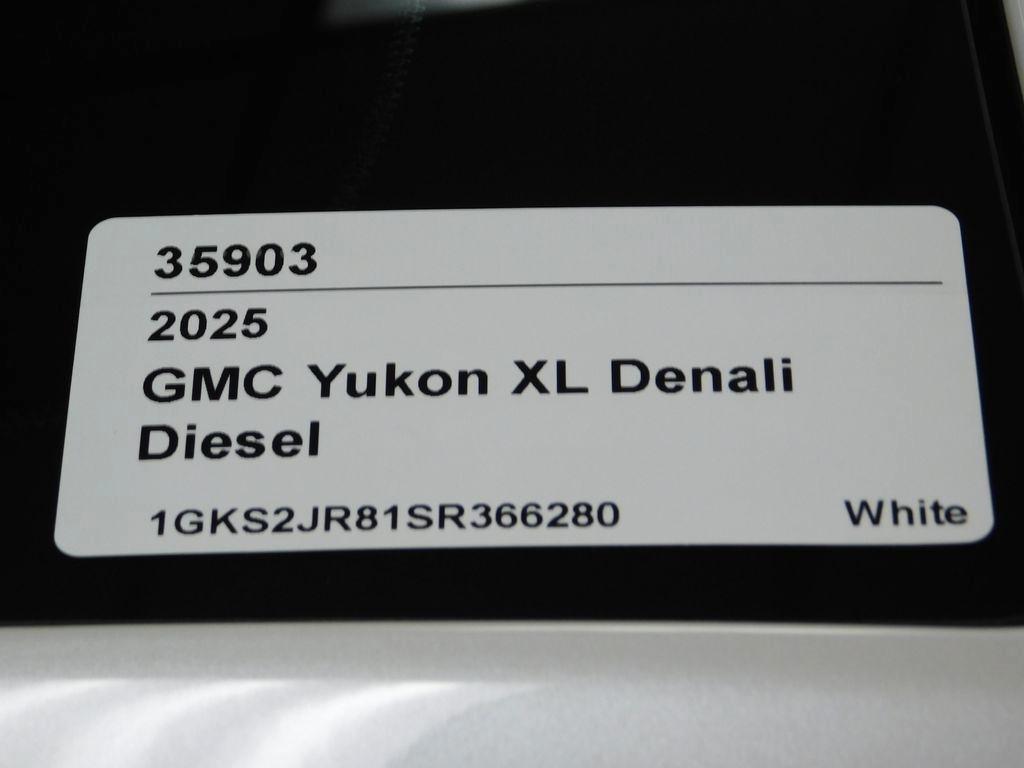 35903
2025
GMC Yukon XL Denali
Diesel
1GKS2JR81SR366280 White